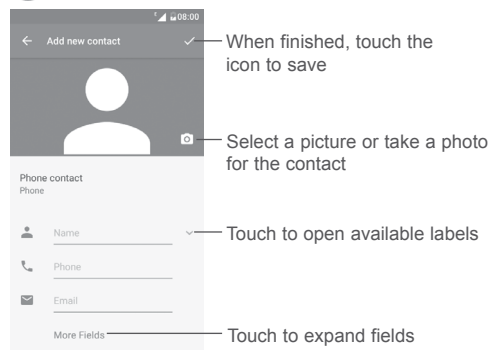 08:00
Add new contact
When finished, touch the
icon to save
Select a picture or take a photo
for the contact
Phone contact
Phone
Name
Touch to open available labels
Phone
Email
More Fields
Touch to expand fields